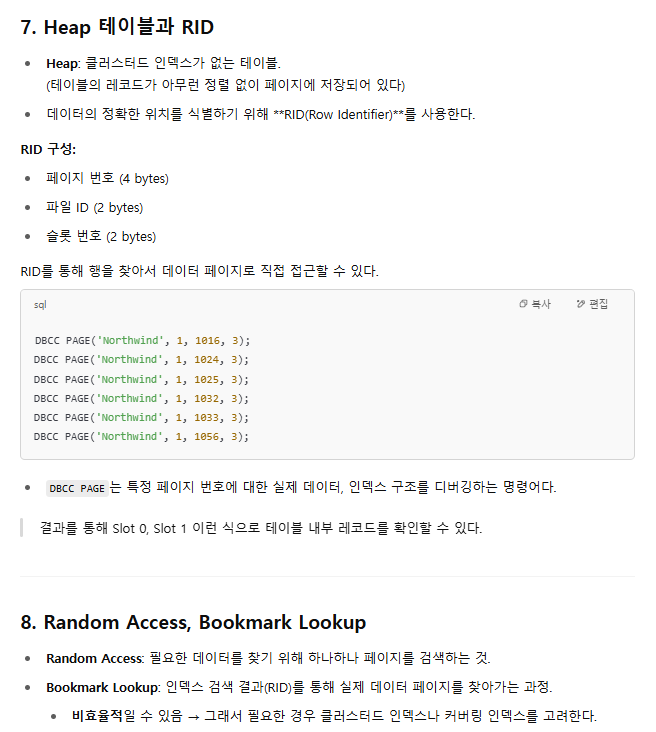 7. Heap 테이블과 RID
Heap: 클러스터드 인덱스가 없는 테이블.
(테이블의 레코드가 아무런 정렬 없이 페이지에 저장되어 있다)
데이터의 정확한 위치를 식별하기 위해 **RID(Row Identifier)**를 사용한다.
RID 구성:
페이지 번호 (4 bytes)
파일 ID (2 bytes)
슬롯 번호 (2 bytes)
RID를 통해 행을 찾아서 데이터 페이지로 직접 접근할 수 있다.
sql 복사 편집
DBCC PAGE('Northwind', 1, 1016, 3);
DBCC PAGE('Northwind', 1, 1024, 3);
DBCC PAGE('Northwind', 1, 1025, 3);
DBCC PAGE('Northwind', 1, 1032, 3);
DBCC PAGE('Northwind', 1, 1033, 3);
DBCC PAGE('Northwind', 1, 1056, 3);
DBCC PAGE는 특정 페이지 번호에 대한 실제 데이터, 인덱스 구조를 디버깅하는 명령어다.
결과를 통해 Slot 0, Slot 1 이런 식으로 테이블 내부 레코드를 확인할 수 있다.
8. Random Access, Bookmark Lookup
Random Access: 필요한 데이터를 찾기 위해 하나하나 페이지를 검색하는 것.
Bookmark Lookup: 인덱스 검색 결과(RID)를 통해 실제 데이터 페이지를 찾아가는 과정.
비효율적일 수 있음 → 그래서 필요한 경우 클러스터드 인덱스나 커버링 인덱스를 고려한다.